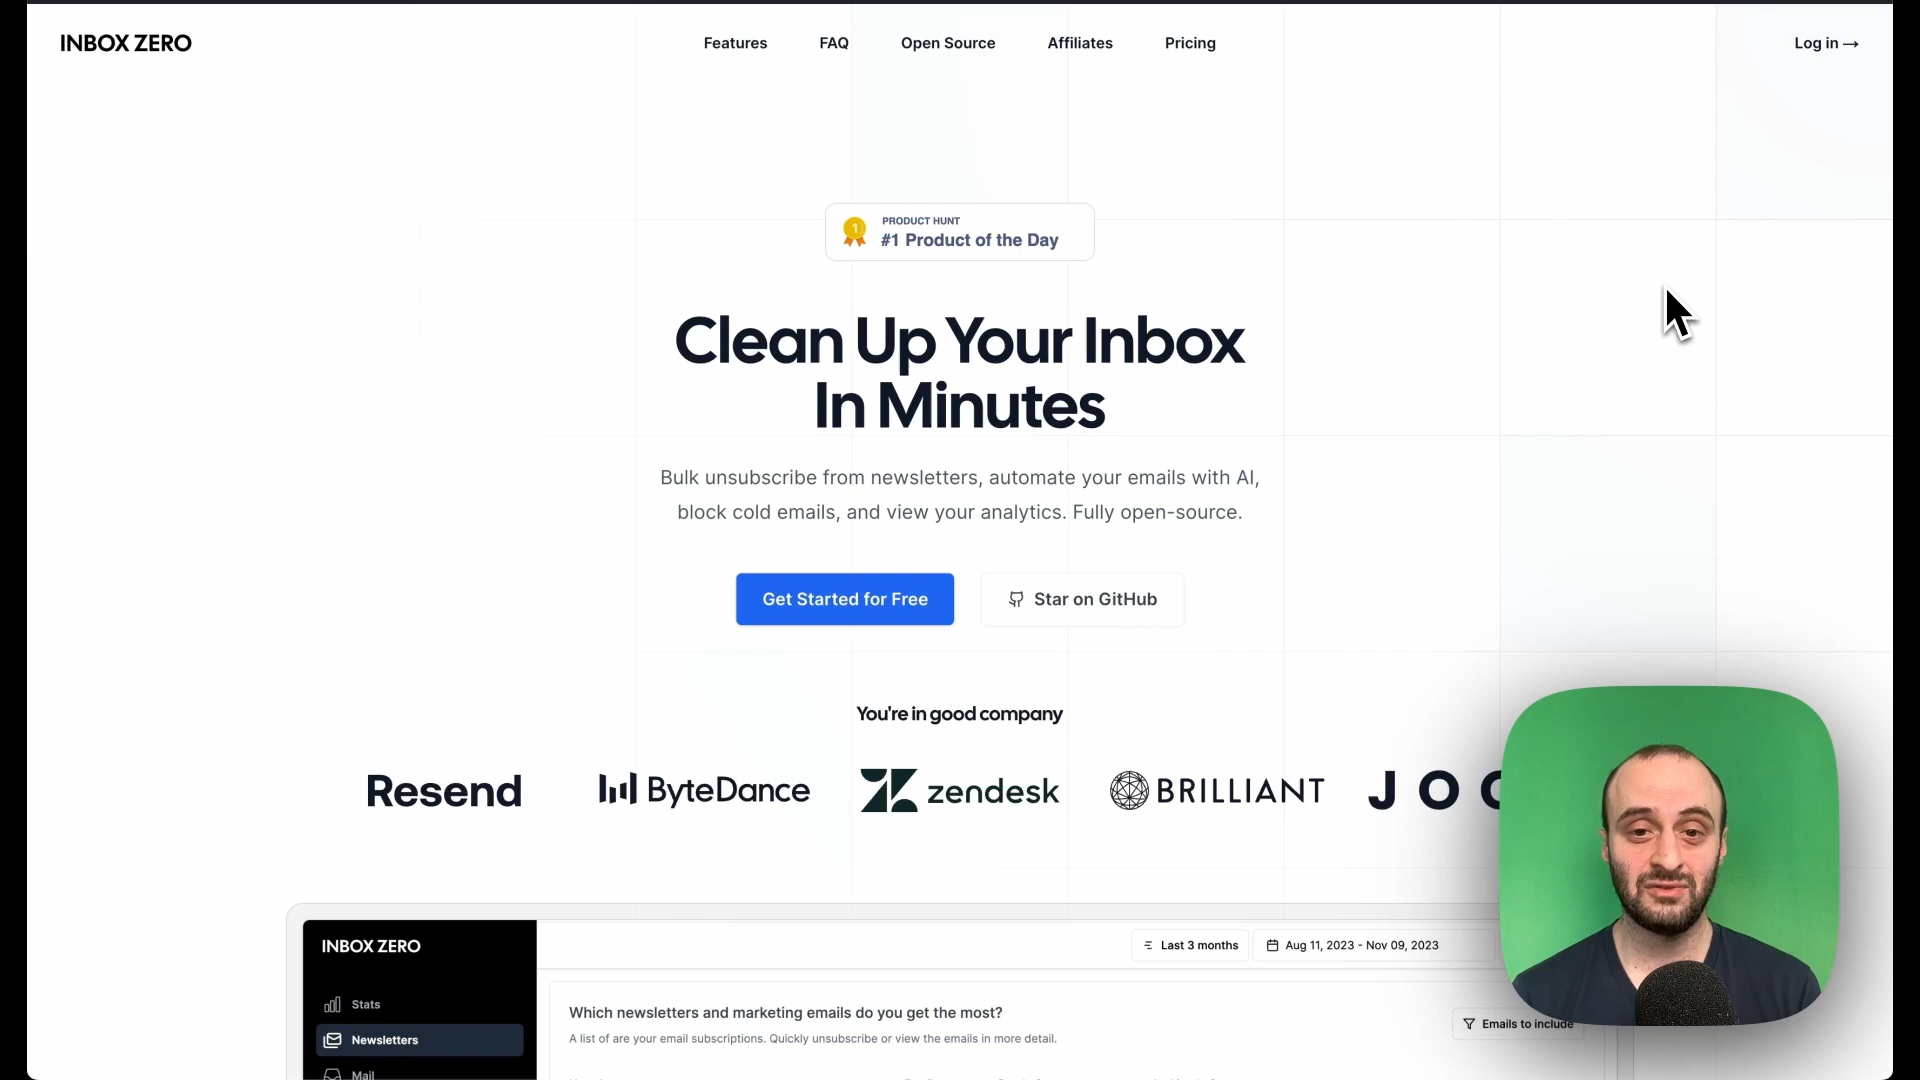 INBOX ZERO
Features
FAQ
Open Source
Affiliates
Pricing
Log in →
1
PRODUCT HUNT
#1 Product of the Day
Clean Up Your Inbox
In Minutes
Bulk unsubscribe from newsletters, automate your emails with AI,
block cold emails, and view your analytics. Fully open-source.
Get Started for Free
Star on GitHub
You're in good company
Resend
ByteDance
zendesk
BRILLIANT
INBOX ZERO
Last 3 months
Aug 11, 2023 - Nov 09, 2023
Stats
Newsletters
Mail
Which newsletters and marketing emails do you get the most?
A list of are your email subscriptions. Quickly unsubscribe or view the emails in more detail.
Emails to include